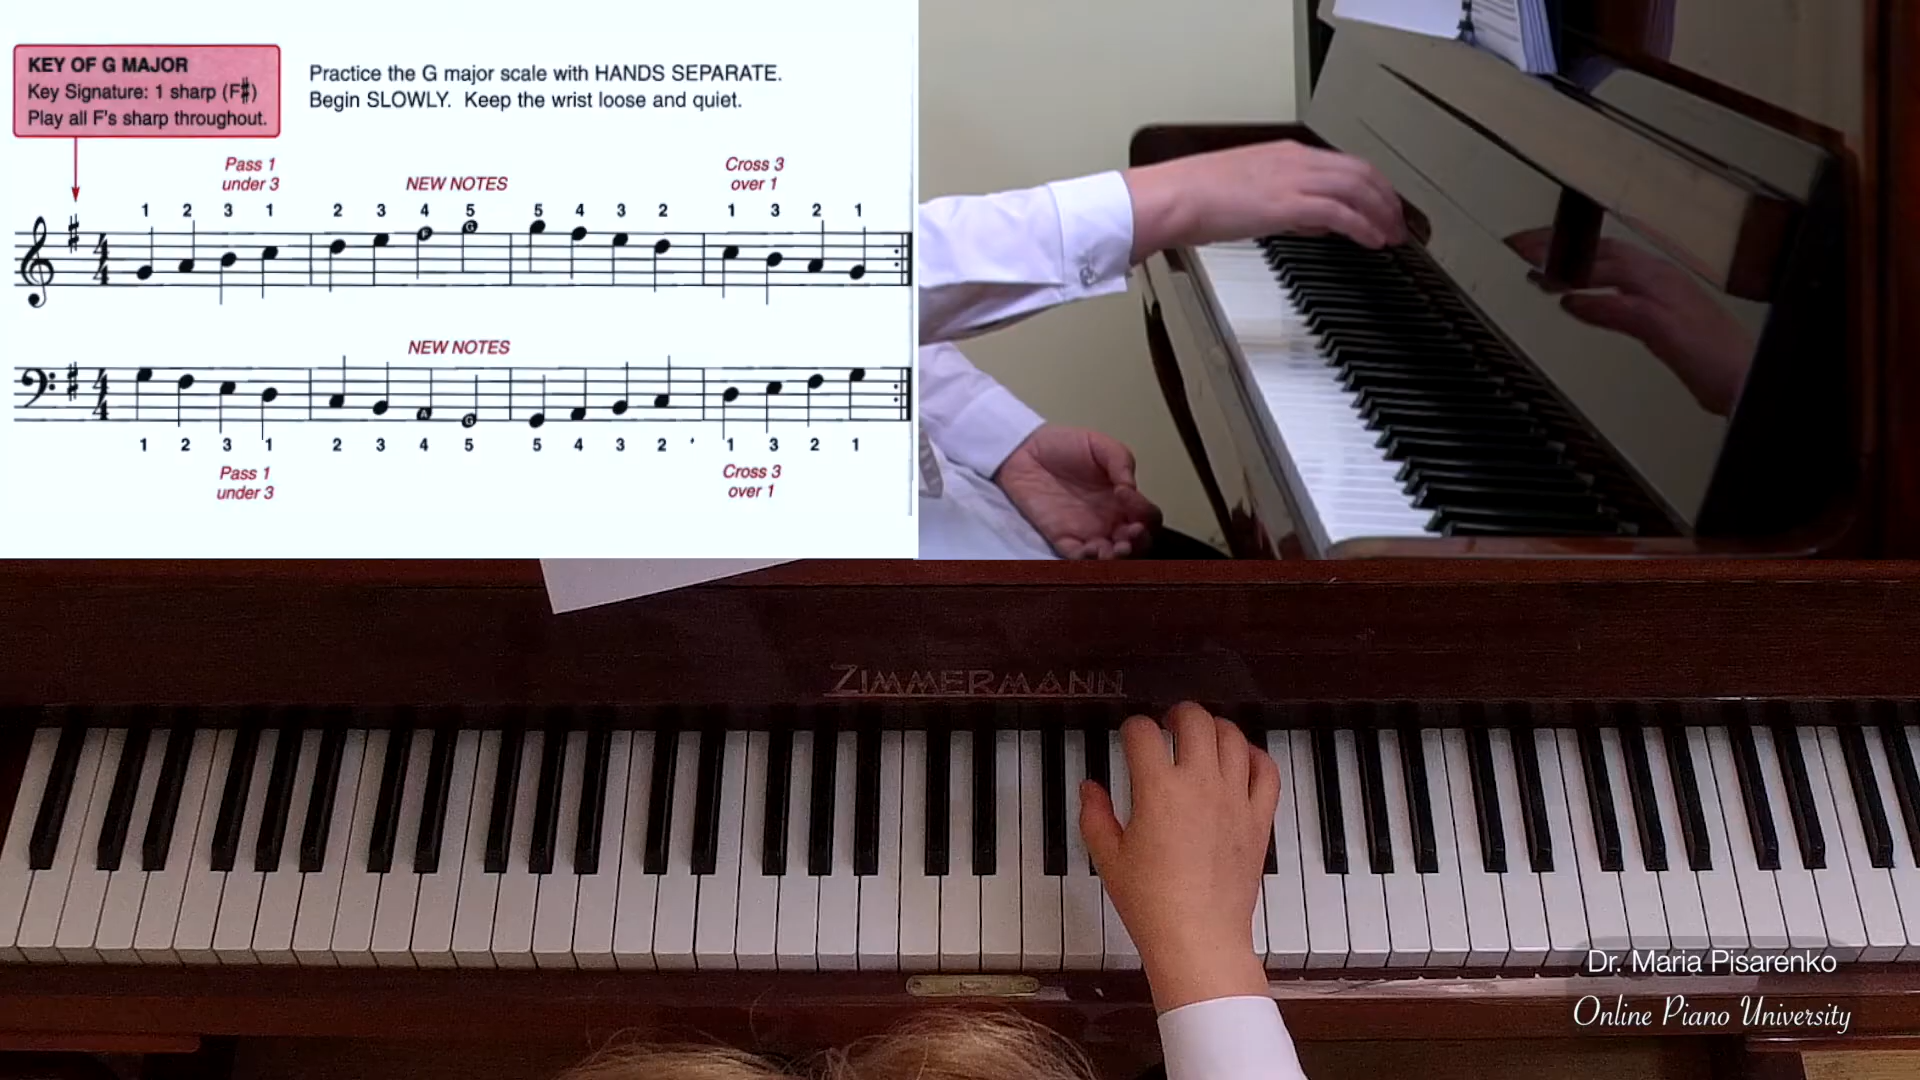 KEY OF G MAJOR
Key Signature: 1 sharp (F♯)
Play all F's sharp throughout.
Practice the G major scale with HANDS SEPARATE.
Begin SLOWLY. Keep the wrist loose and quiet.
Pass 1
under 3
NEW NOTES
Cross 3
over 1
1 2 3 1 2 3 4 5 5 4 3 2 1 3 2 1
4
4
F G
NEW NOTES
4
4
A G
1 2 3 1 2 3 4 5 5 4 3 2 1 3 2 1
Pass 1
under 3
Cross 3
over 1
ZIMMERMANN
Dr. Maria Pisarenko
Online Piano University